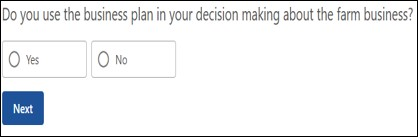 Do you use the business plan in your decision making about the farm business?
Yes
No
Next